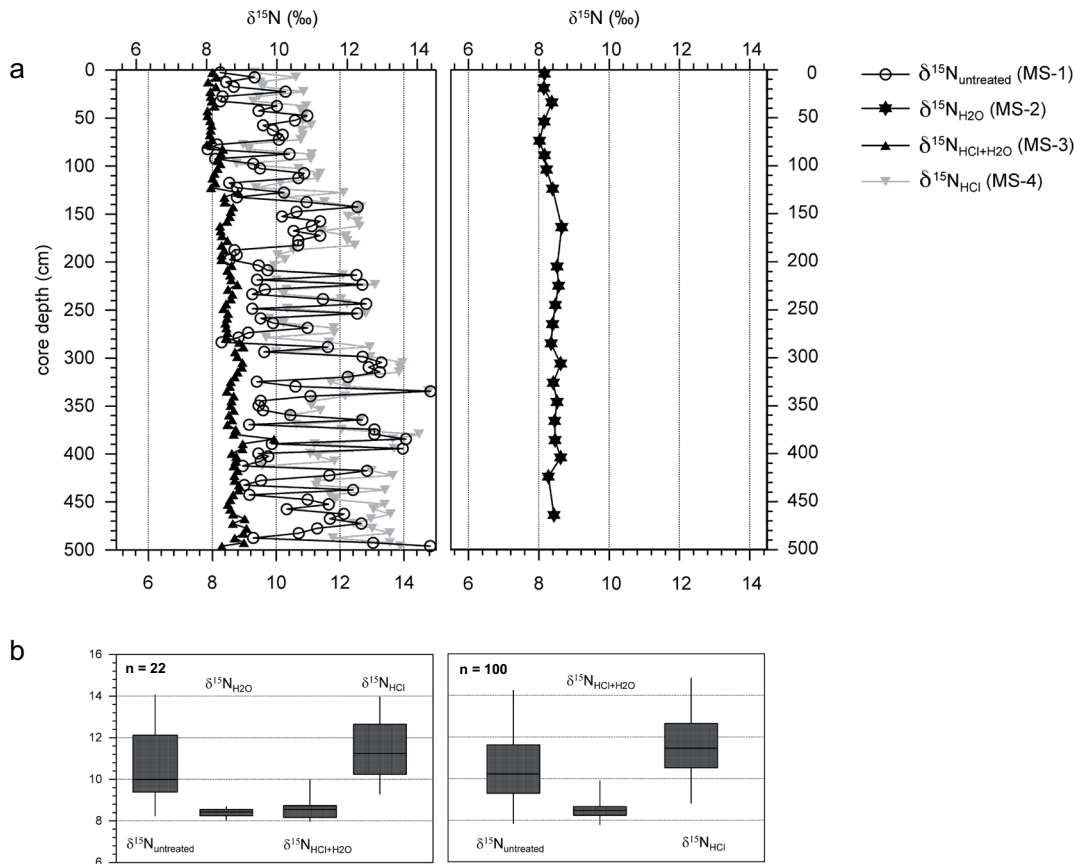 δ15N (‰) δ15N (‰)
6 8 10 12 14 6 8 10 12 14
a
0 0
50 50
100 100
150 150
200 200
250 250
300 300
350 350
400 400
450 450
500 500
core depth (cm)
6 8 10 12 14 6 8 10 12 14
δ15Nuntreated (MS-1)
δ15NH2O (MS-2)
δ15NHCl+H2O (MS-3)
δ15NHCl (MS-4)
b
16
14
12
10
8
6
n = 22
δ15NH2O
δ15NHCl
δ15Nuntreated
δ15NHCl+H2O
n = 100
δ15NHCl+H2O
δ15Nuntreated
δ15NHCl